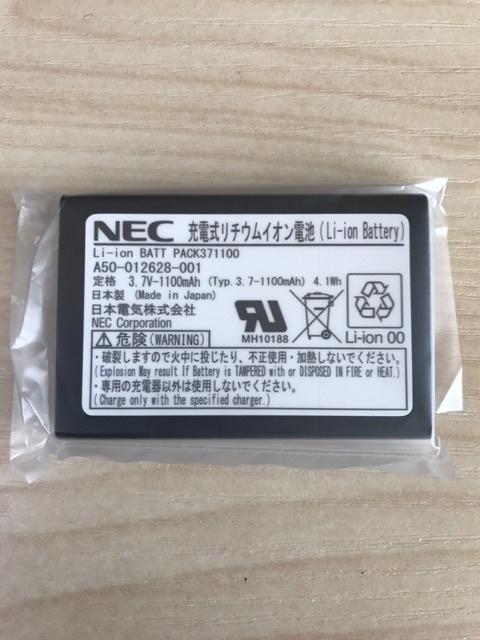 NEC 充電式リチウムイオン電池(Li-ion Battery)
Li-ion BATT PACK371100
A50-012628-001
定格 3.7V-1100mAh (Typ.3.7-1100mAh) 4.1Wh
日本製 (Made in Japan)
日本電気株式会社
NEC Corporation
MH10188
Li-ion 00
⚠危険(WARNING)
・破裂しますので火中に投じたり、不正使用・加熱しないでください。
(Explosion May result If Battery is TAMPERED with or DISPOSED IN FIRE or HEAT.)
・専用の充電器以外は使用しないでください。
(Charge only with the specified charger.)